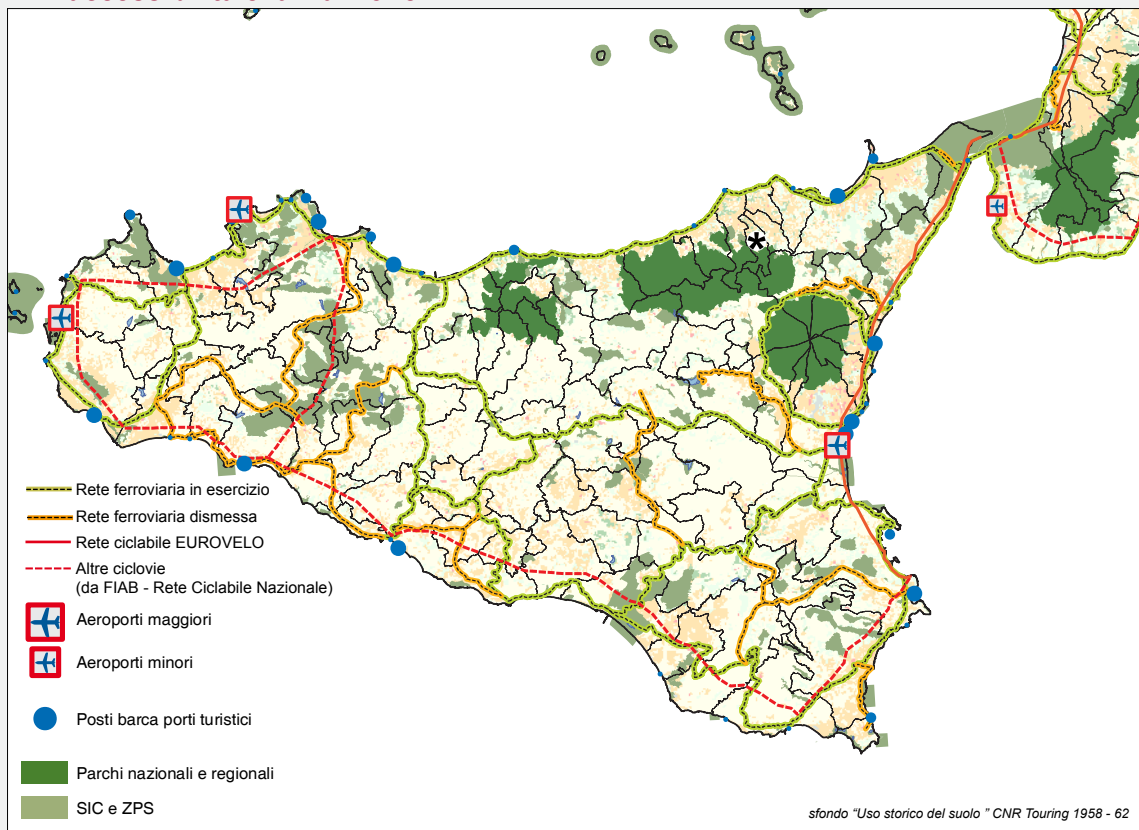 Rete ferroviaria in esercizio
Rete ferroviaria dismessa
Rete ciclabile EUROVELO
Altre ciclovie
(da FIAB - Rete Ciclabile Nazionale)
Aeroporti maggiori
Aeroporti minori
Posti barca porti turistici
Parchi nazionali e regionali
SIC e ZPS
sfondo “Uso storico del suolo ” CNR Touring 1958 - 62